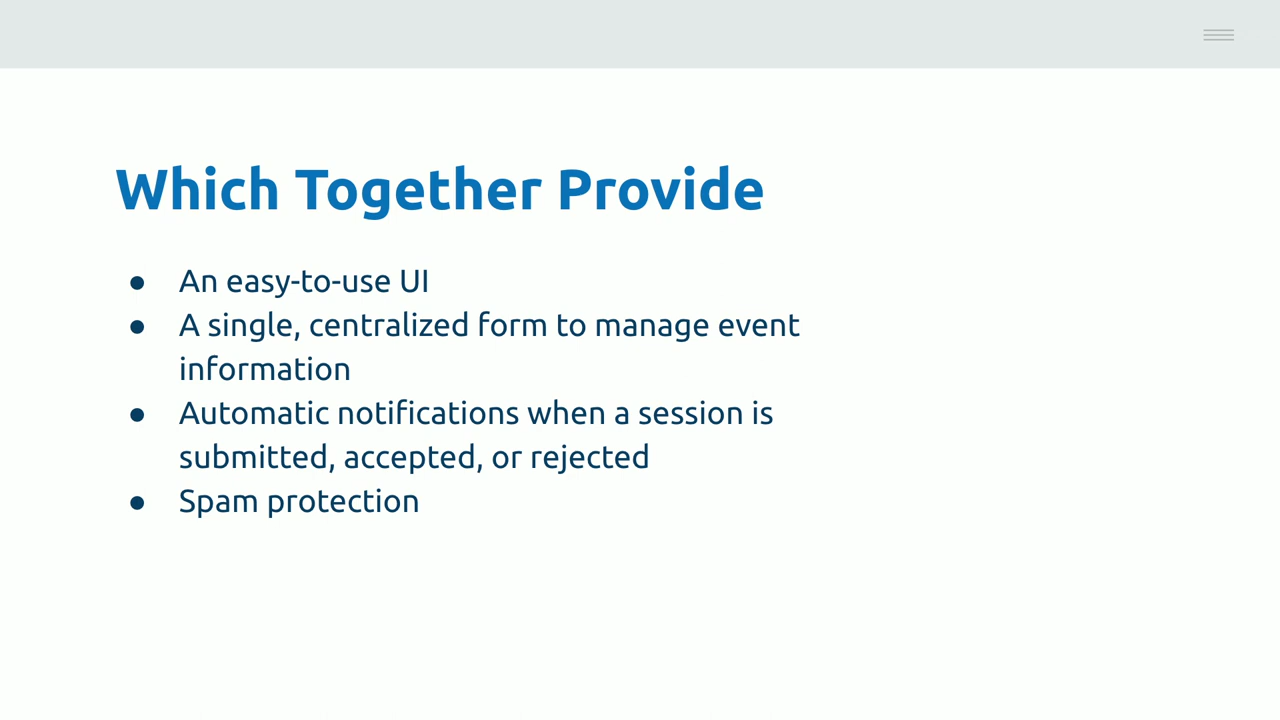 Which Together Provide
● An easy-to-use UI
● A single, centralized form to manage event
information
● Automatic notifications when a session is
submitted, accepted, or rejected
● Spam protection